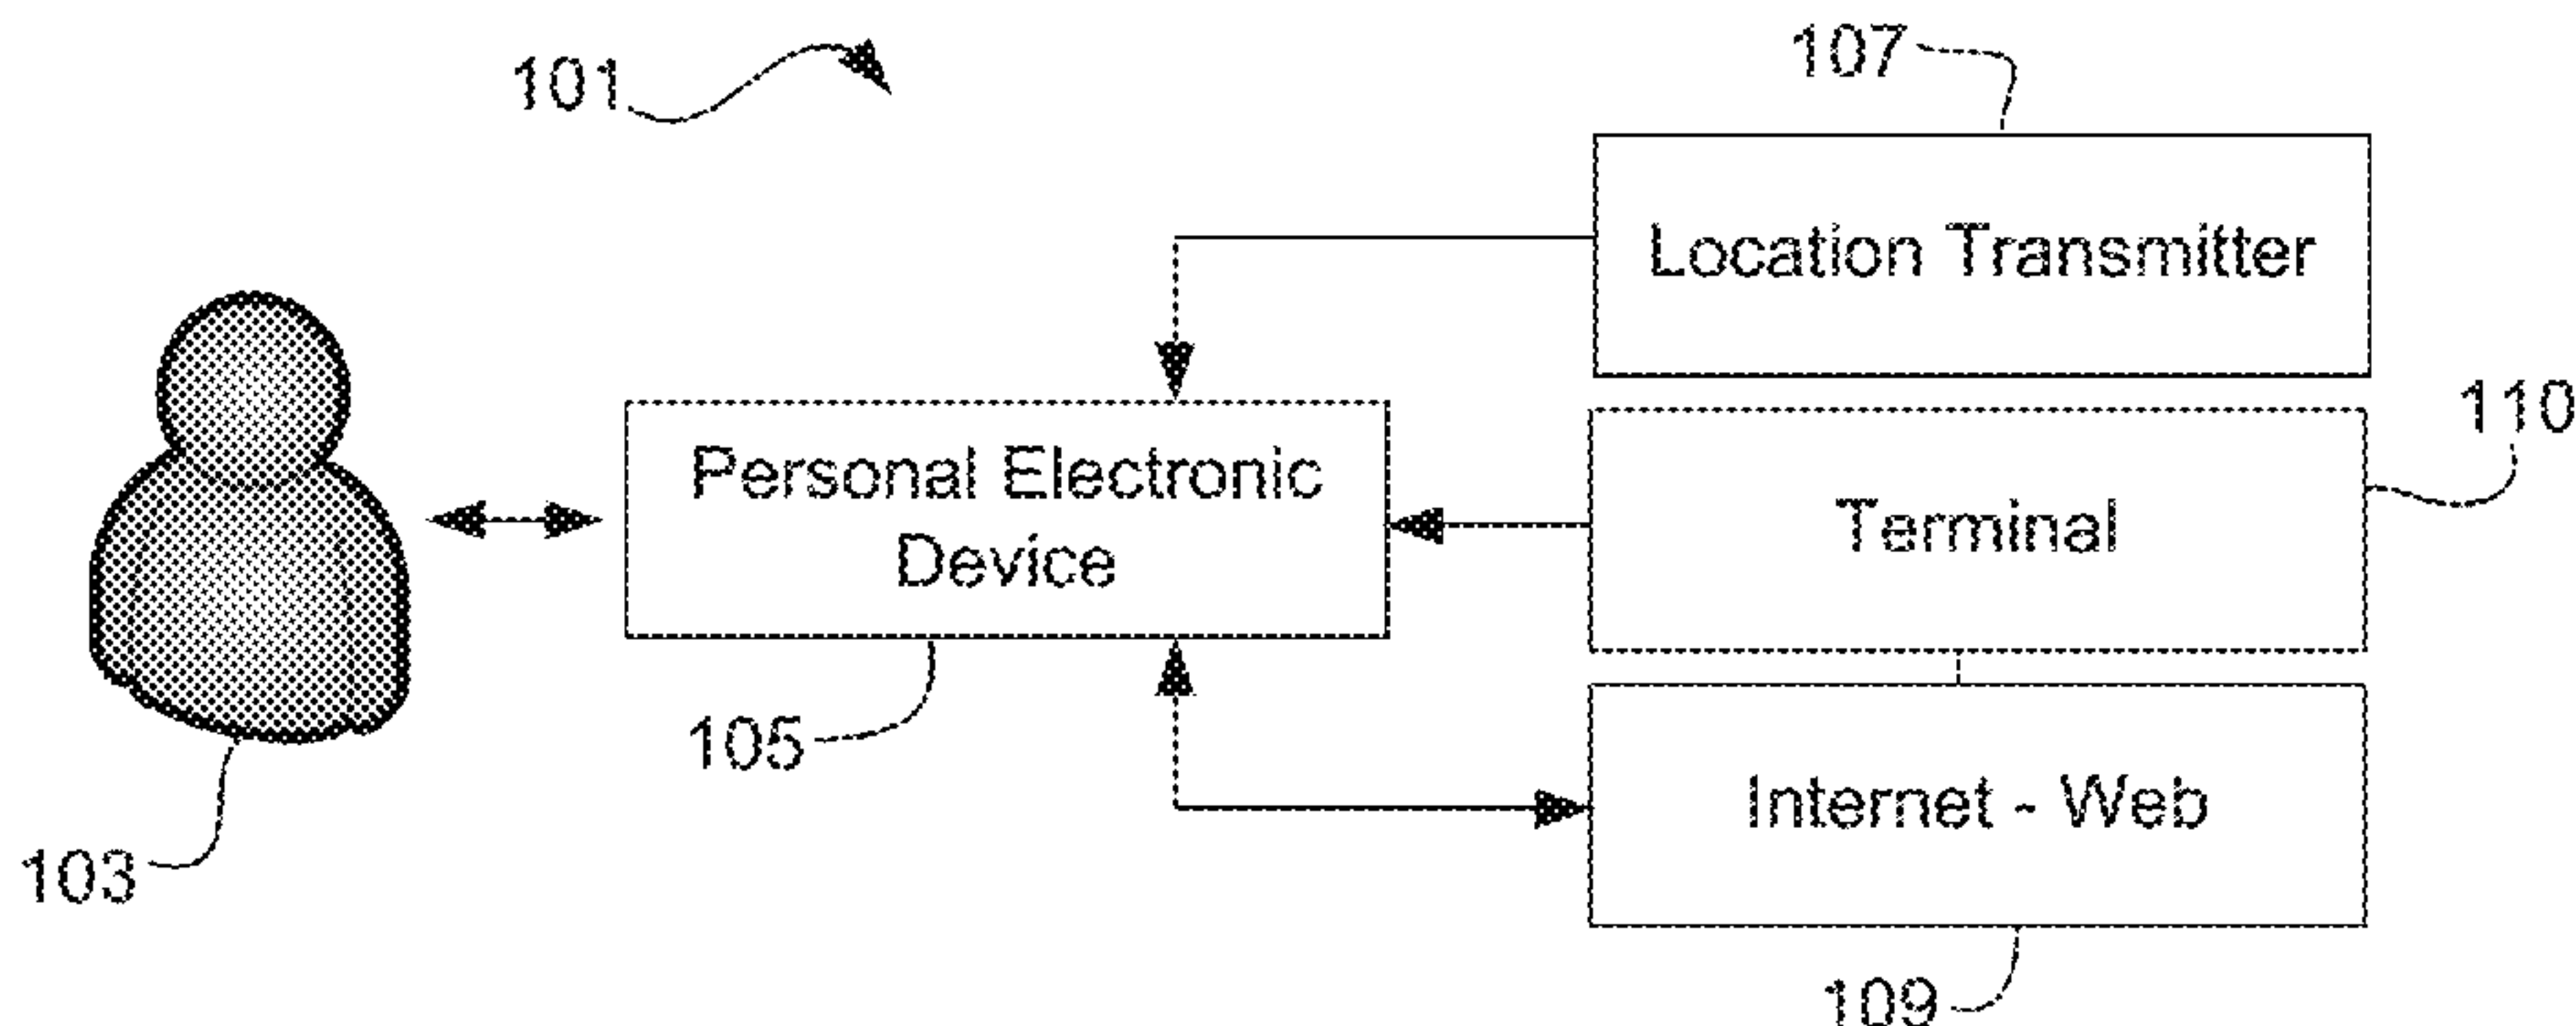 101
107
Location Transmitter
110
Personal Electronic
Device
Terminal
105
Internet - Web
103
109